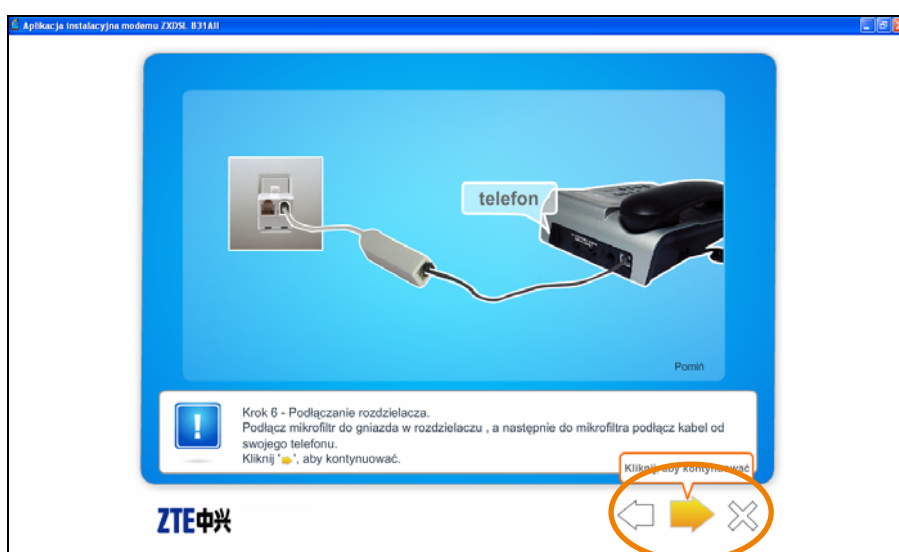 Aplikacja instalacyjna modemu ZXDSL 831AII
telefon
Pomiń
Krok 6 - Podłączanie rozdzielacza.
Podłącz mikrofiltr do gniazda w rozdzielaczu , a następnie do mikrofiltra podłącz kabel od
swojego telefonu.
Kliknij '', aby kontynuować.
Kliknij, aby kontynuować
ZTE中兴